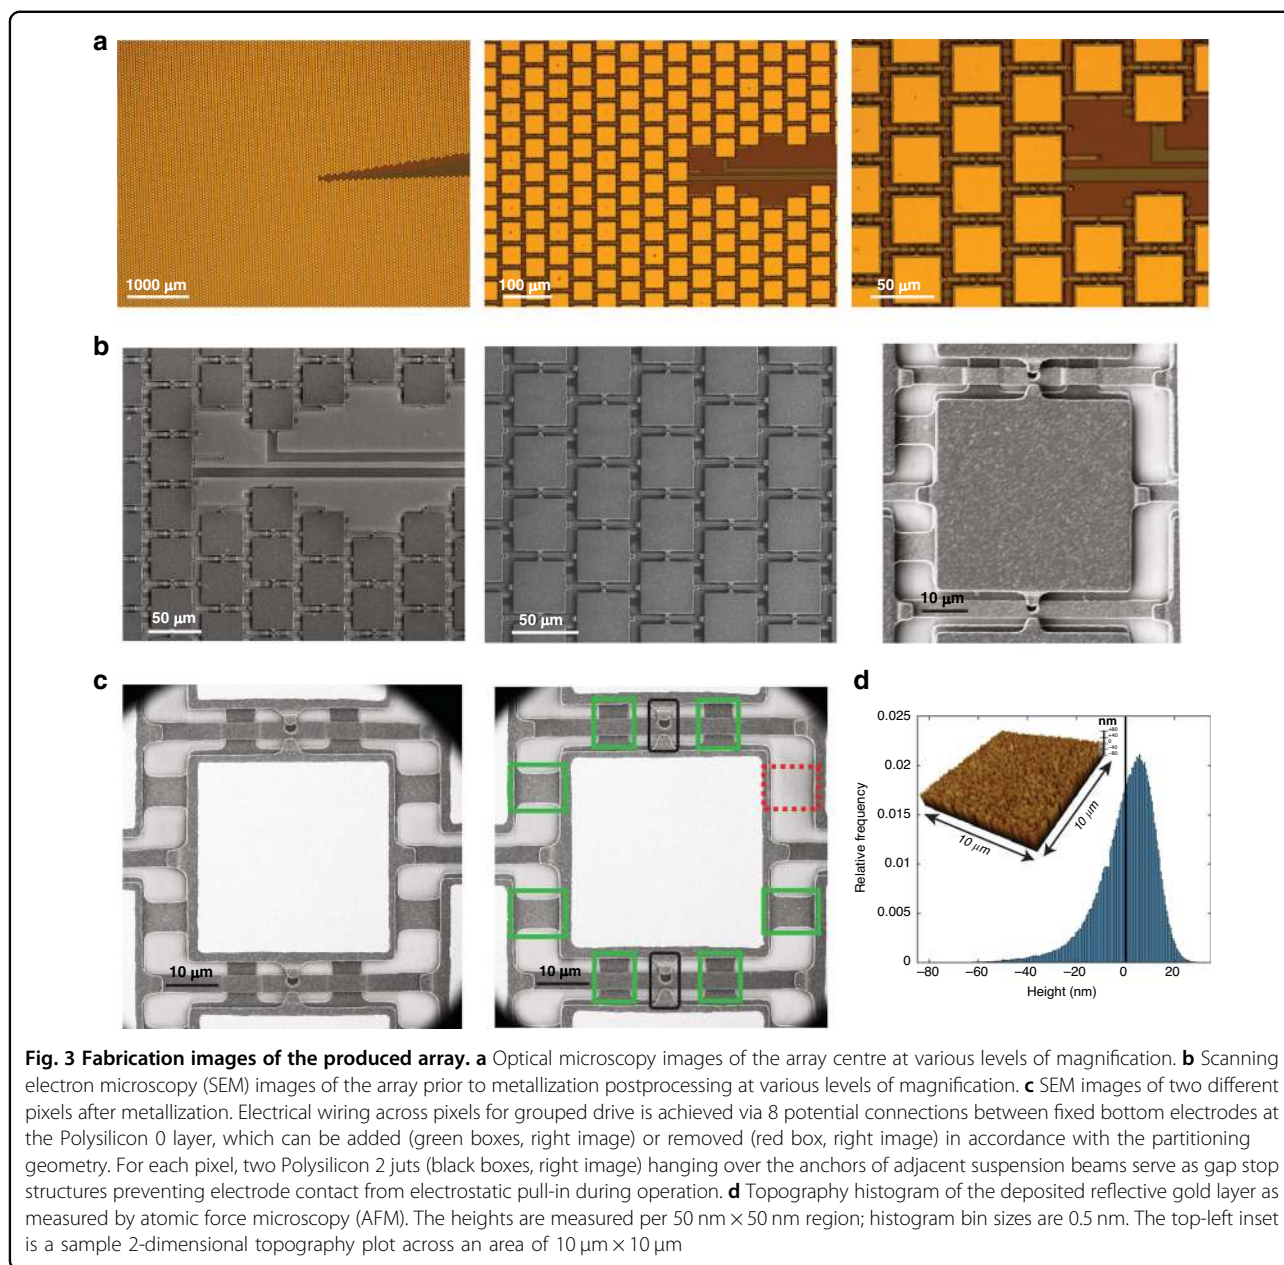 a
1000 µm
100 µm
50 µm
b
50 µm
50 µm
10 µm
c
10 µm
10 µm
d
0.025
0.02
0.015
0.01
0.005
0
Relative frequency
nm
+80
+40
0
−40
−80
10 µm
10 µm
−80
−60
−40
−20
0
20
Height (nm)
Fig. 3 Fabrication images of the produced array. a Optical microscopy images of the array centre at various levels of magnification. b Scanning
electron microscopy (SEM) images of the array prior to metallization postprocessing at various levels of magnification. c SEM images of two different
pixels after metallization. Electrical wiring across pixels for grouped drive is achieved via 8 potential connections between fixed bottom electrodes at
the Polysilicon 0 layer, which can be added (green boxes, right image) or removed (red box, right image) in accordance with the partitioning
geometry. For each pixel, two Polysilicon 2 juts (black boxes, right image) hanging over the anchors of adjacent suspension beams serve as gap stop
structures preventing electrode contact from electrostatic pull-in during operation. d Topography histogram of the deposited reflective gold layer as
measured by atomic force microscopy (AFM). The heights are measured per 50 nm × 50 nm region; histogram bin sizes are 0.5 nm. The top-left inset
is a sample 2-dimensional topography plot across an area of 10 µm × 10 µm